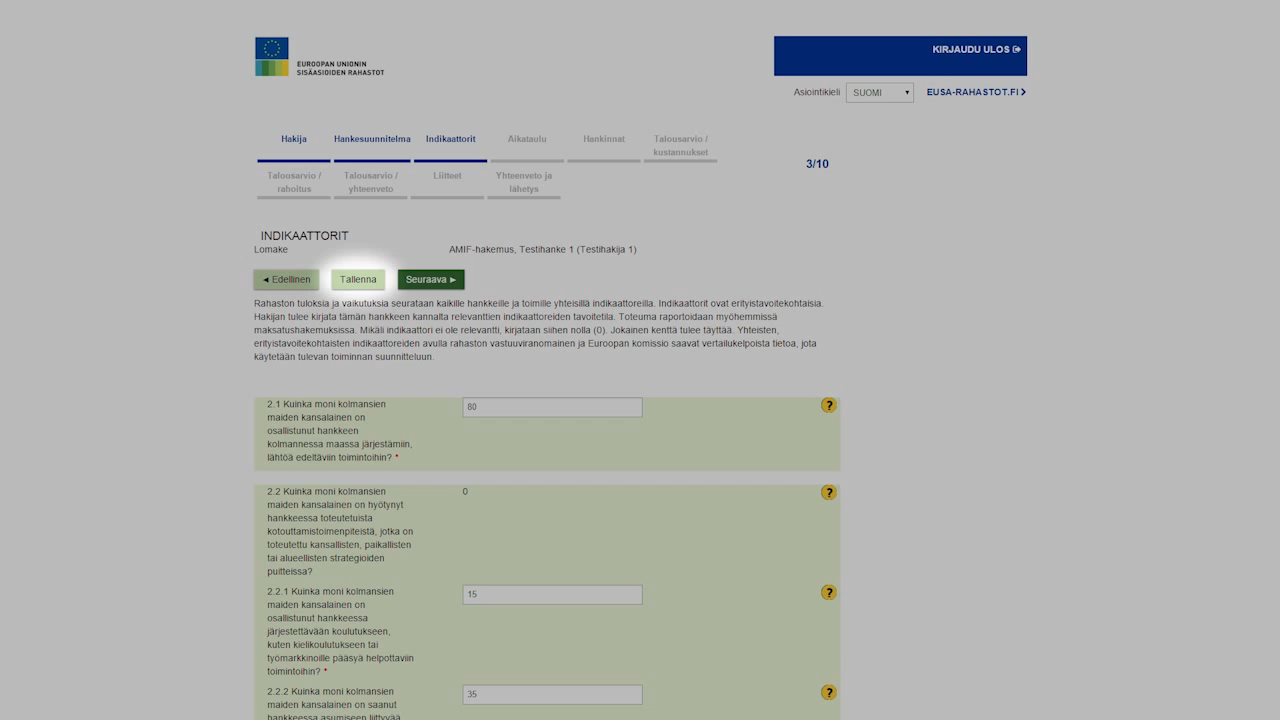 EUROOPAN UNIONIN
SISÄASIOIDEN RAHASTOT
KIRJAUDU ULOS
Asiointikieli SUOMI EUSA-RAHASTOT.FI
Hakija Hankesuunnitelma Indikaattorit Aikataulu Hankinnat Talousarvio /
kustannukset
3/10
Talousarvio /
rahoitus
Talousarvio /
yhteenveto
Liitteet
Yhteenveto ja
lähetys
INDIKAATTORIT
Lomake AMIF-hakemus, Testihanke 1 (Testihakija 1)
◄ Edellinen Tallenna Seuraava ►
Rahaston tuloksia ja vaikutuksia seurataan kaikille hankkeille ja toimille yhteisillä indikaattoreilla. Indikaattorit ovat erityistavoitekohtaisia.
Hakijan tulee kirjata tämän hankkeen kannalta relevanttien indikaattoreiden tavoitetila. Toteuma raportoidaan myöhemmissä
maksatushakemuksissa. Mikäli indikaattori ei ole relevantti, kirjataan siihen nolla (0). Jokainen kenttä tulee täyttää. Yhteisten,
erityistavoitekohtaisten indikaattoreiden avulla rahaston vastuuviranomainen ja Euroopan komissio saavat vertailukelpoista tietoa, jota
käytetään tulevan toiminnan suunnitteluun.
2.1 Kuinka moni kolmansien 80 ?
maiden kansalainen on
osallistunut hankkeen
kolmannessa maassa järjestämiin,
lähtöä edeltäviin toimintoihin? *
2.2 Kuinka moni kolmansien 0 ?
maiden kansalainen on hyötynyt
hankkeessa toteutetuista
kotouttamistoimenpiteistä, jotka on
toteutettu kansallisten, paikallisten
tai alueellisten strategioiden
puitteissa?
2.2.1 Kuinka moni kolmansien 15 ?
maiden kansalainen on
osallistunut hankkeessa
järjestettävään koulutukseen,
kuten kielikoulutukseen tai
työmarkkinoille pääsyä helpottaviin
toimintoihin? *
2.2.2 Kuinka moni kolmansien 35 ?
maiden kansalainen on saanut
hankkeessa asumiseen liittyvää